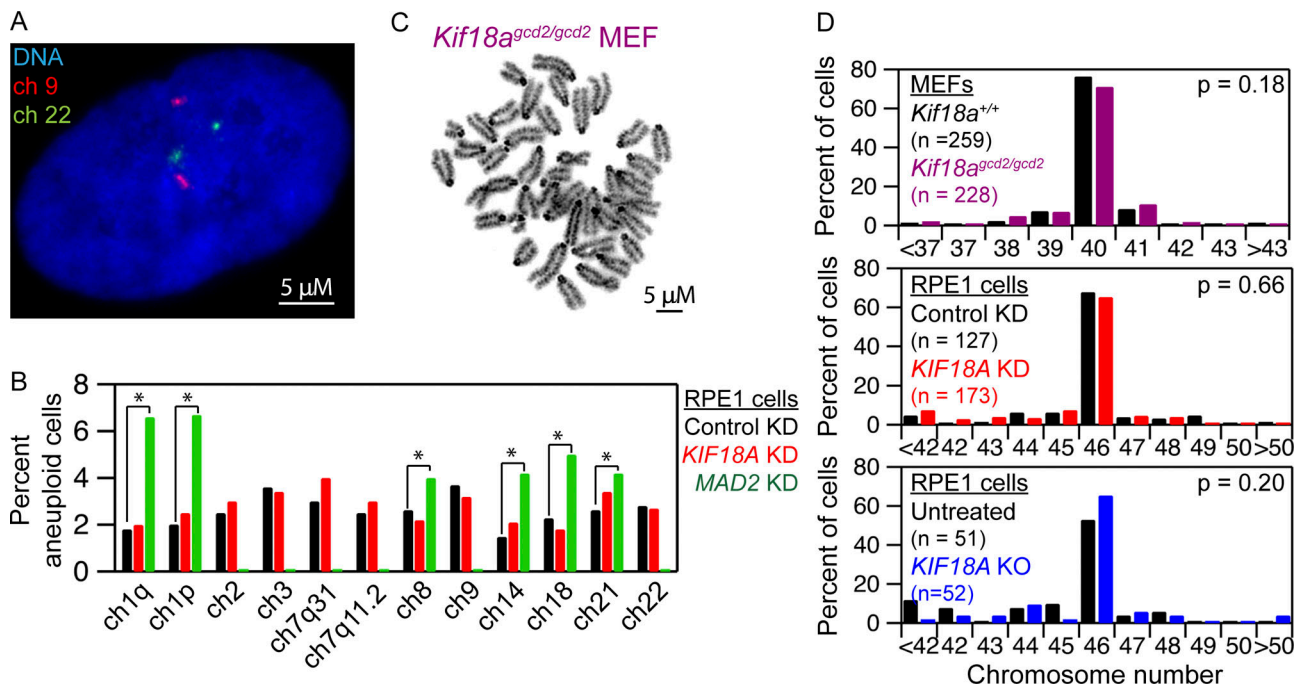 A
DNA
ch 9
ch 22
5 µM
B
Percent
aneuploid cells
8
6
4
2
0
* * * * * *
ch1q ch1p ch2 ch3 ch7q31 ch7q11.2 ch8 ch9 ch14 ch18 ch21 ch22
RPE1 cells
Control KD
KIF18A KD
MAD2 KD
C
Kif18a^gcd2/gcd2 MEF
5 µM
D
Percent of cells
80
60
40
20
0
MEFs
Kif18a+/+
(n =259)
Kif18a^gcd2/gcd2
(n = 228)
p = 0.18
<37 37 38 39 40 41 42 43 >43
Percent of cells
80
60
40
20
0
RPE1 cells
Control KD
(n = 127)
KIF18A KD
(n = 173)
p = 0.66
<42 42 43 44 45 46 47 48 49 50 >50
Percent of cells
80
60
40
20
0
RPE1 cells
Untreated
(n = 51)
KIF18A KO
(n=52)
p = 0.20
<42 42 43 44 45 46 47 48 49 50 >50
Chromosome number